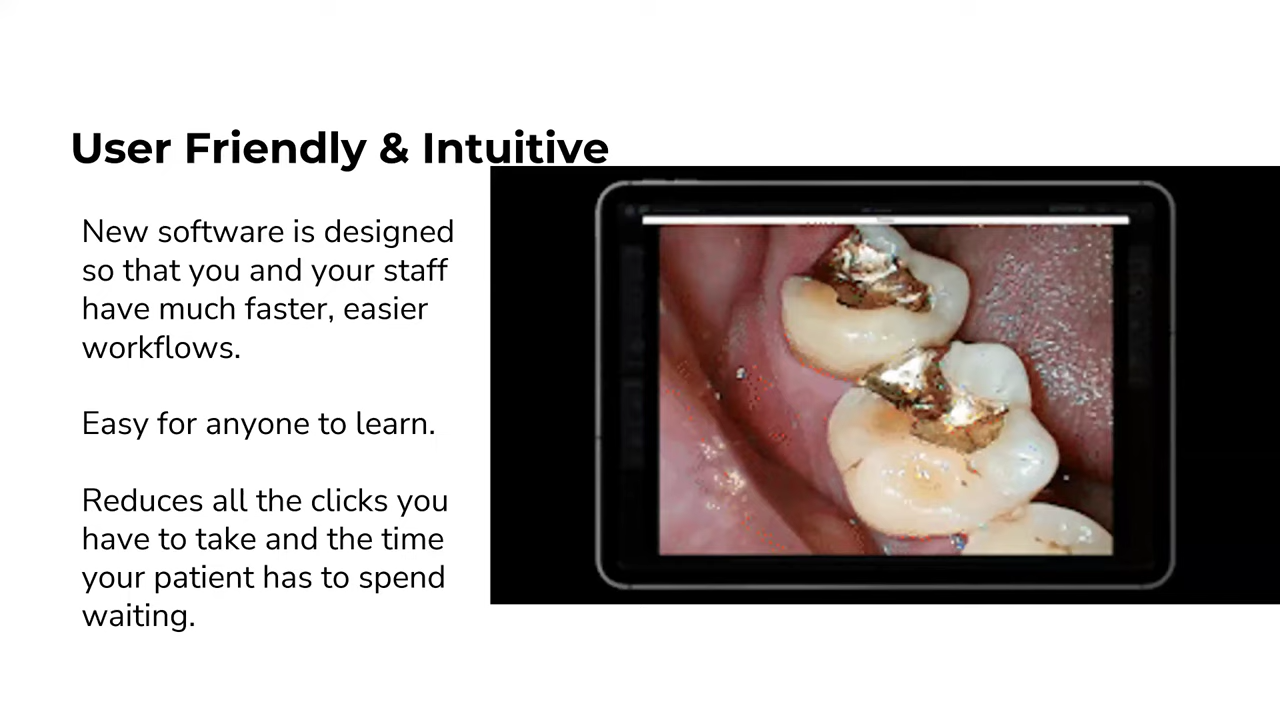 User Friendly & Intuitive
New software is designed
so that you and your staff
have much faster, easier
workflows.
Easy for anyone to learn.
Reduces all the clicks you
have to take and the time
your patient has to spend
waiting.